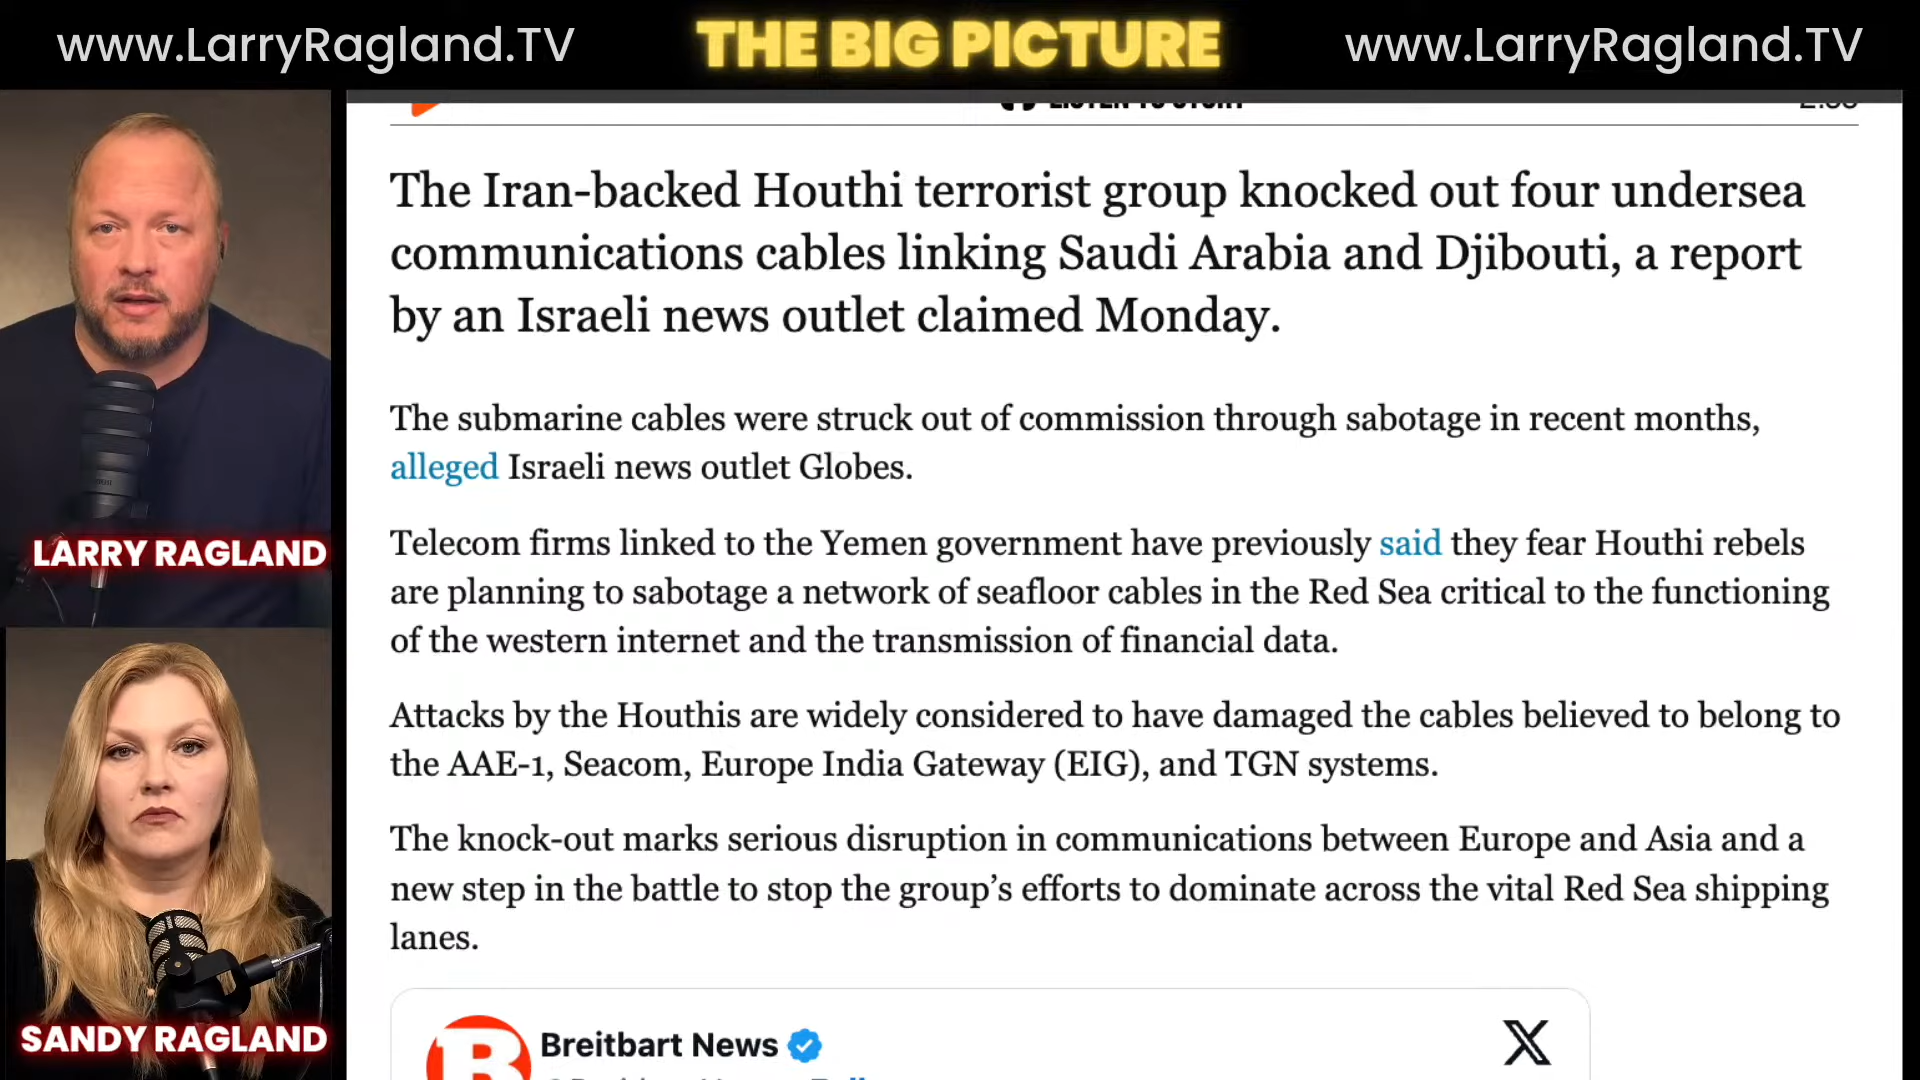 www.LarryRagland.TV
THE BIG PICTURE
www.LarryRagland.TV
LISTEN TO STORY
The Iran-backed Houthi terrorist group knocked out four undersea
communications cables linking Saudi Arabia and Djibouti, a report
by an Israeli news outlet claimed Monday.
The submarine cables were struck out of commission through sabotage in recent months,
alleged Israeli news outlet Globes.
Telecom firms linked to the Yemen government have previously said they fear Houthi rebels
are planning to sabotage a network of seafloor cables in the Red Sea critical to the functioning
of the western internet and the transmission of financial data.
Attacks by the Houthis are widely considered to have damaged the cables believed to belong to
the AAE-1, Seacom, Europe India Gateway (EIG), and TGN systems.
The knock-out marks serious disruption in communications between Europe and Asia and a
new step in the battle to stop the group’s efforts to dominate across the vital Red Sea shipping
lanes.
Breitbart News
LARRY RAGLAND
SANDY RAGLAND